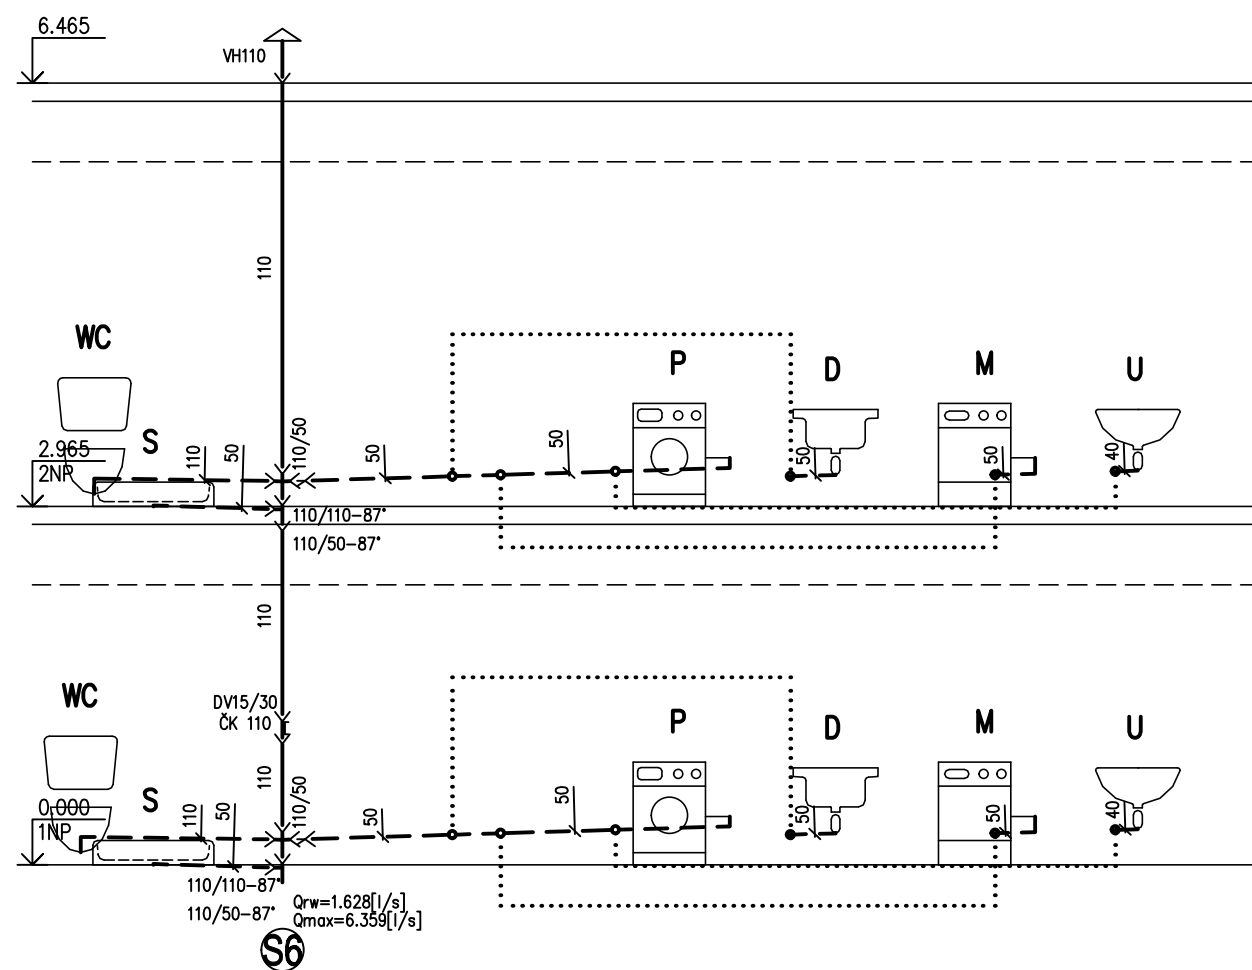 6.465
VH110
110
WC
P
D
M
U
S
2.965
2NP
110
50
110/50
50
50
50
50
40
110/110-87°
110/50-87°
110
DV15/30
ČK 110
WC
P
D
M
U
S
0.000
1NP
110
50
110
110/50
50
50
50
50
40
110/110-87°
110/50-87°
Qrw=1.628[l/s]
Qmax=6.359[l/s]
S6